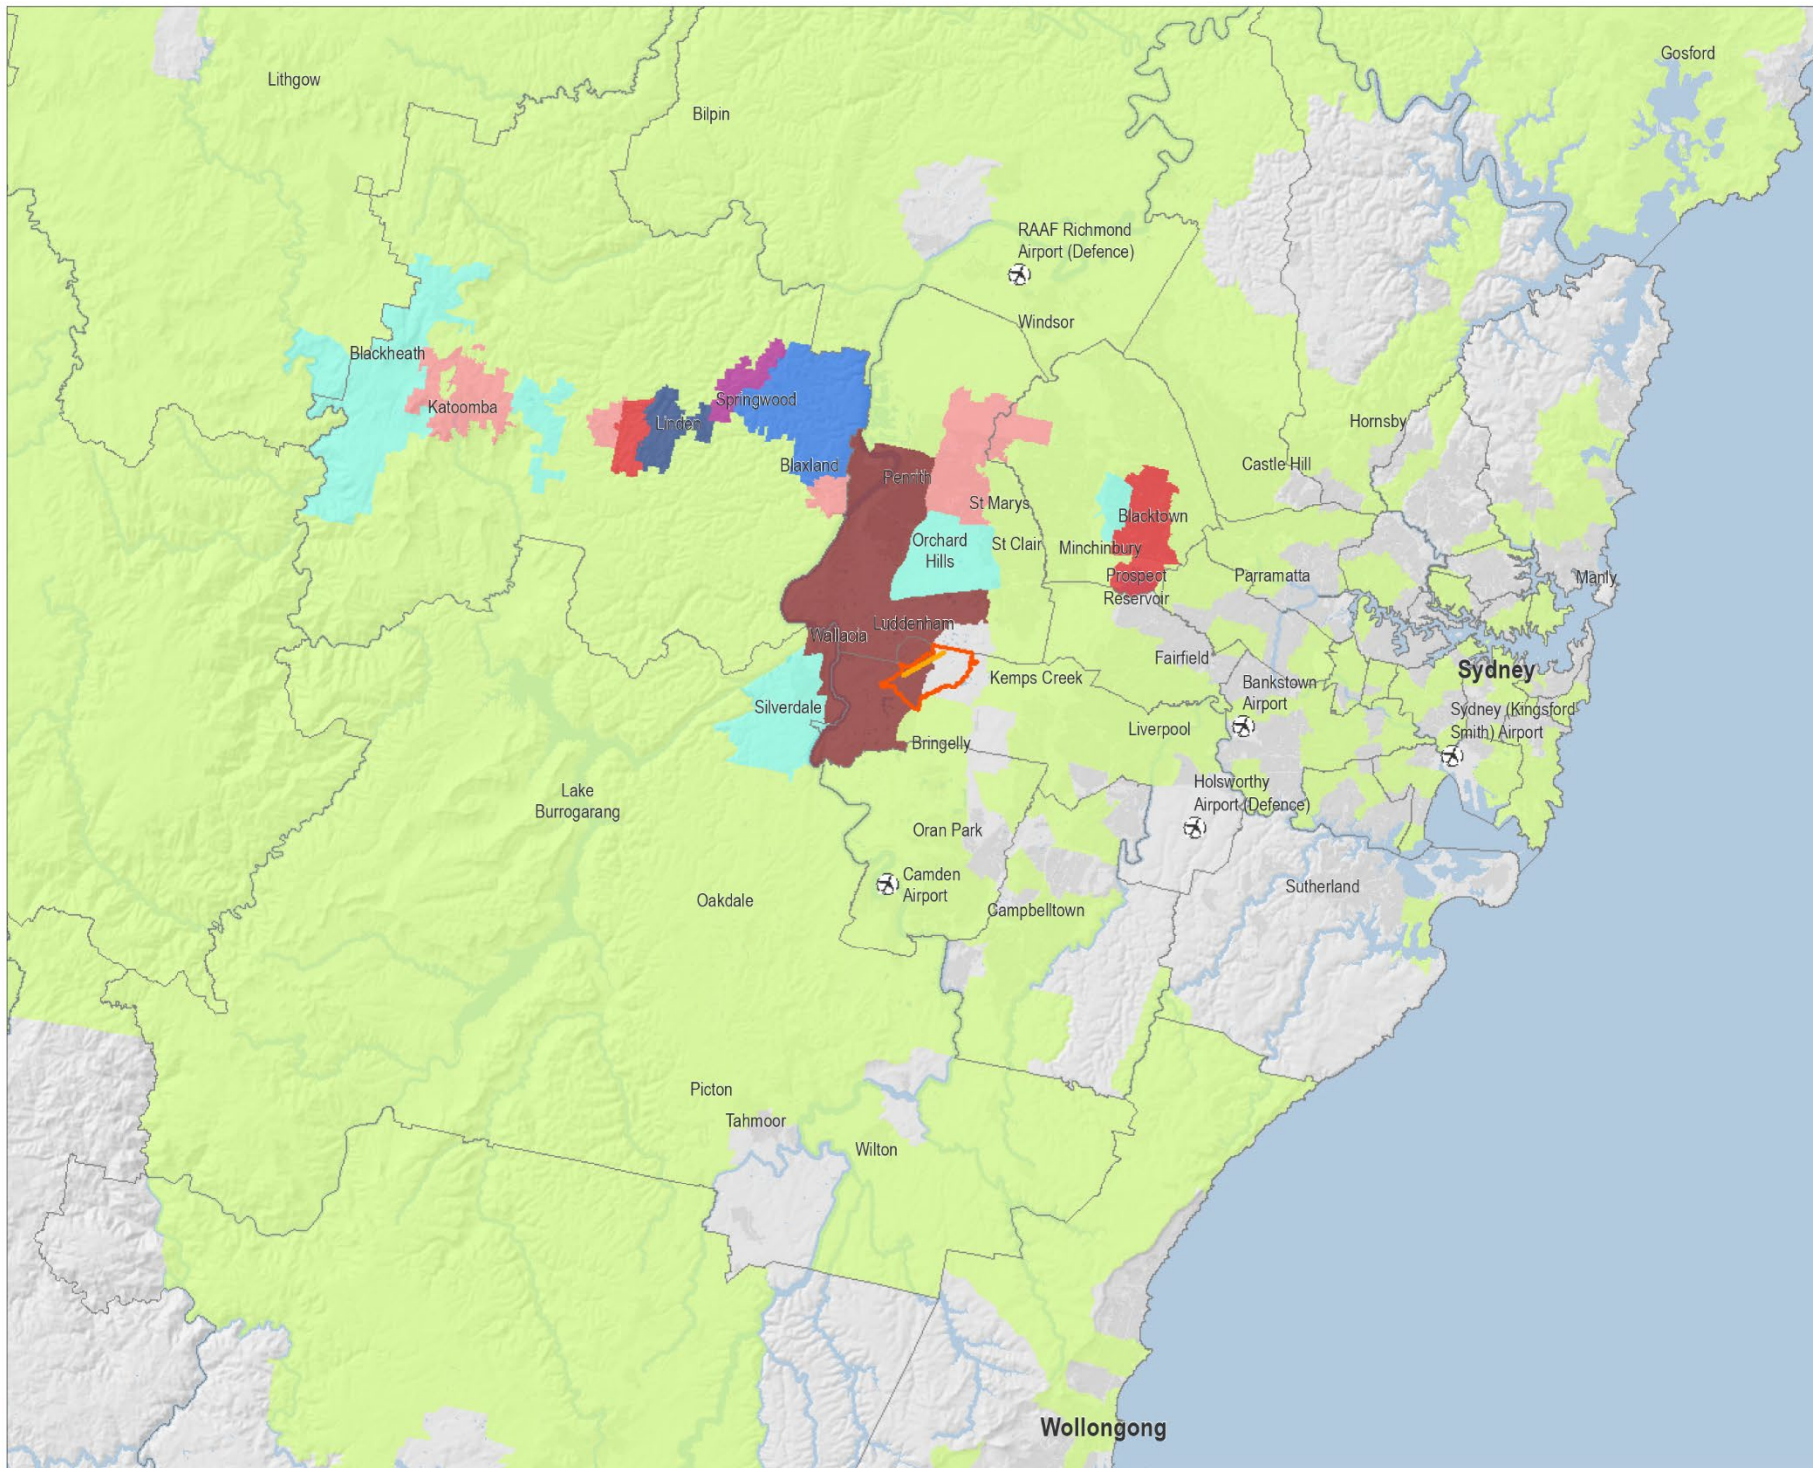 Gosford
Lithgow
Bilpin
RAAF Richmond
Airport (Defence)
Windsor
Blackheath
Katoomba
Springwood
Linden
Hornsby
Blaxland
Penrith
Castle Hill
St Marys
Blacktown
Orchard
Hills
St Clair
Minchinbury
Prospect
Reservoir
Parramatta
Manly
Luddenham
Wallacia
Fairfield
Sydney
Kemps Creek
Bankstown
Airport
Silverdale
Sydney (Kingsford
Smith) Airport
Liverpool
Bringelly
Lake
Burrogarang
Holsworthy
Airport (Defence)
Oran Park
Camden
Airport
Sutherland
Oakdale
Campbelltown
Picton
Tahmoor
Wilton
Wollongong